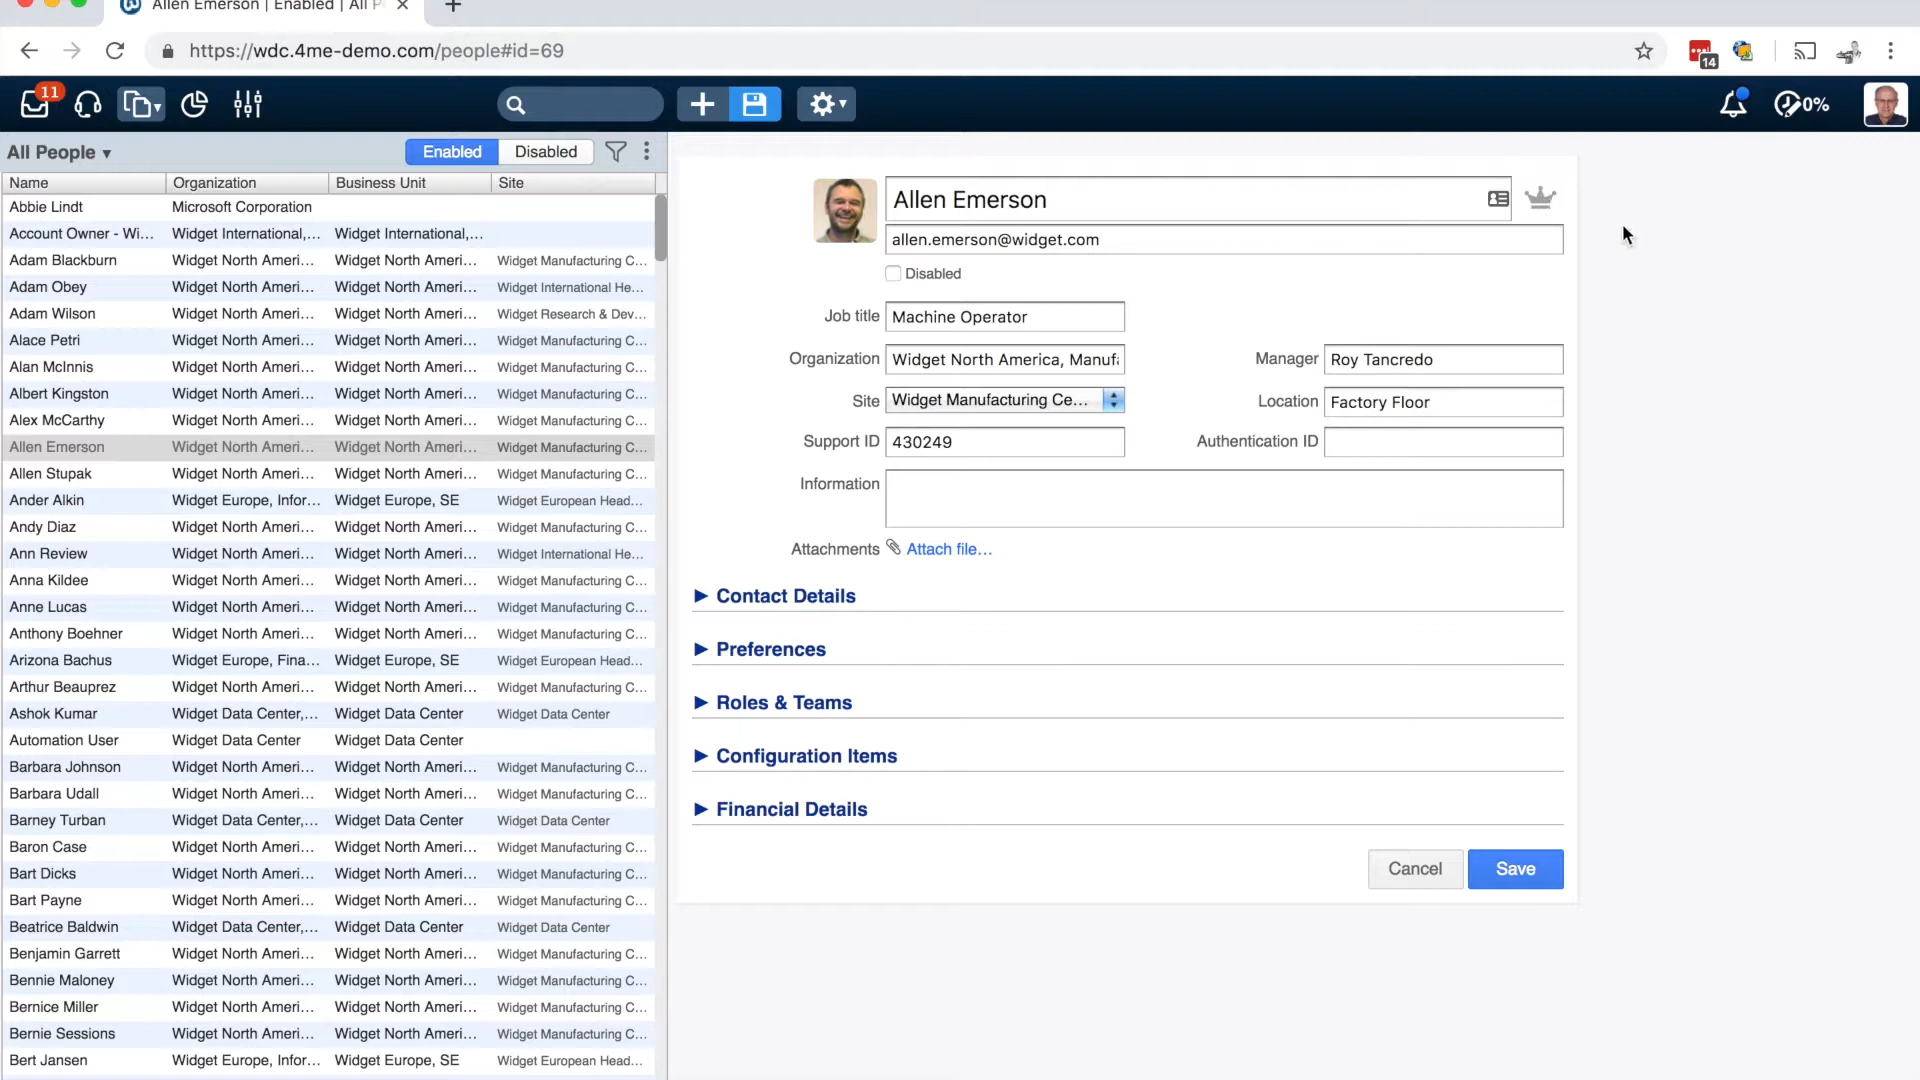 Allen Emerson | Enabled | All P
https://wdc.4me-demo.com/people#id=69
14
11
0%
All People
Enabled
Disabled
Name Organization Business Unit Site
Abbie Lindt Microsoft Corporation
Account Owner - Wi... Widget International,... Widget International,...
Adam Blackburn Widget North Ameri... Widget North Ameri... Widget Manufacturing C...
Adam Obey Widget North Ameri... Widget North Ameri... Widget International He...
Adam Wilson Widget North Ameri... Widget North Ameri... Widget Research & Dev...
Alace Petri Widget North Ameri... Widget North Ameri... Widget Manufacturing C...
Alan McInnis Widget North Ameri... Widget North Ameri... Widget Manufacturing C...
Albert Kingston Widget North Ameri... Widget North Ameri... Widget Manufacturing C...
Alex McCarthy Widget North Ameri... Widget North Ameri... Widget Manufacturing C...
Allen Emerson Widget North Ameri... Widget North Ameri... Widget Manufacturing C...
Allen Stupak Widget North Ameri... Widget North Ameri... Widget Manufacturing C...
Ander Alkin Widget Europe, Infor... Widget Europe, SE Widget European Head...
Andy Diaz Widget North Ameri... Widget North Ameri... Widget Manufacturing C...
Ann Review Widget North Ameri... Widget North Ameri... Widget International He...
Anna Kildee Widget North Ameri... Widget North Ameri... Widget Manufacturing C...
Anne Lucas Widget North Ameri... Widget North Ameri... Widget Manufacturing C...
Anthony Boehner Widget North Ameri... Widget North Ameri... Widget Manufacturing C...
Arizona Bachus Widget Europe, Fina... Widget Europe, SE Widget European Head...
Arthur Beauprez Widget North Ameri... Widget North Ameri... Widget Manufacturing C...
Ashok Kumar Widget Data Center,... Widget Data Center Widget Data Center
Automation User Widget Data Center Widget Data Center
Barbara Johnson Widget North Ameri... Widget North Ameri... Widget Manufacturing C...
Barbara Udall Widget North Ameri... Widget North Ameri... Widget Manufacturing C...
Barney Turban Widget Data Center,... Widget Data Center Widget Data Center
Baron Case Widget North Ameri... Widget North Ameri... Widget Manufacturing C...
Bart Dicks Widget North Ameri... Widget North Ameri... Widget Manufacturing C...
Bart Payne Widget North Ameri... Widget North Ameri... Widget Manufacturing C...
Beatrice Baldwin Widget Data Center,... Widget Data Center Widget Data Center
Benjamin Garrett Widget North Ameri... Widget North Ameri... Widget Manufacturing C...
Bennie Maloney Widget North Ameri... Widget North Ameri... Widget Manufacturing C...
Bernice Miller Widget North Ameri... Widget North Ameri... Widget Manufacturing C...
Bernie Sessions Widget North Ameri... Widget North Ameri... Widget Manufacturing C...
Bert Jansen Widget Europe, Infor... Widget Europe, SE Widget European Head...
Allen Emerson
allen.emerson@widget.com
Disabled
Job title Machine Operator
Organization Widget North America, Manufa Manager Roy Tancredo
Site Widget Manufacturing Ce... Location Factory Floor
Support ID 430249 Authentication ID
Information
Attachments Attach file...
Contact Details
Preferences
Roles & Teams
Configuration Items
Financial Details
Cancel Save